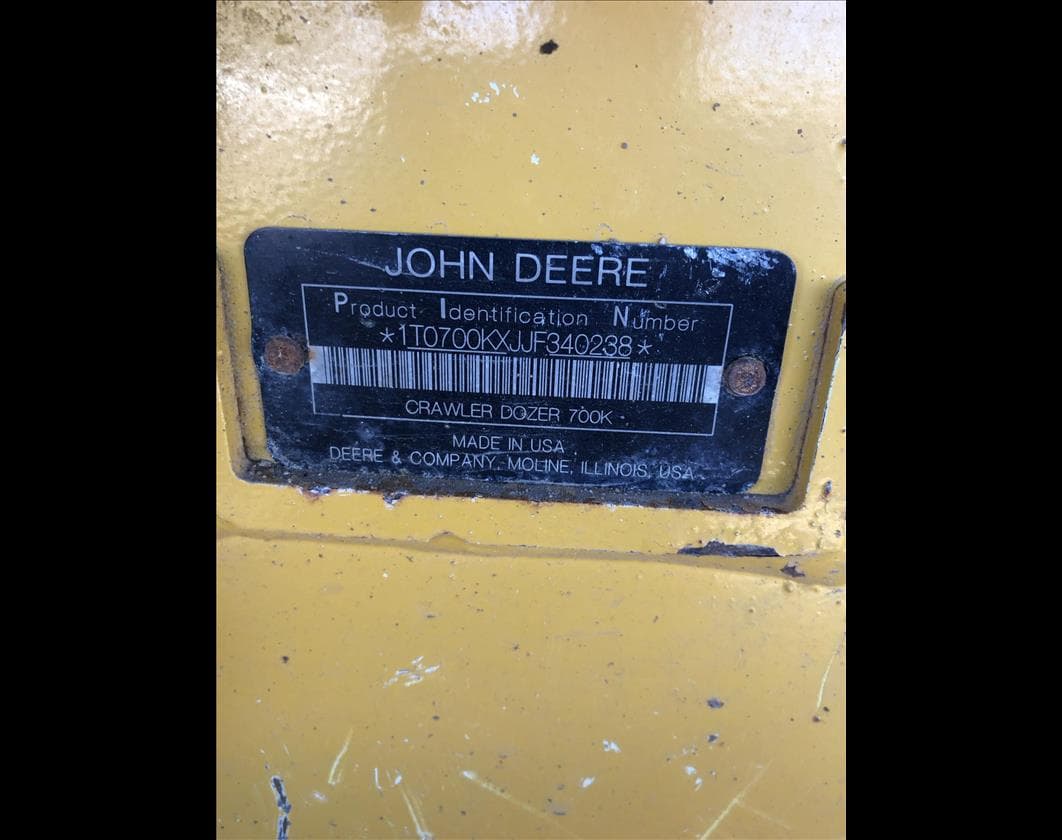 JOHN DEERE
Product Identification Number
*1T0700KXJJF340238*
CRAWLER DOZER 700K
MADE IN USA
DEERE & COMPANY, MOLINE, ILLINOIS, USA